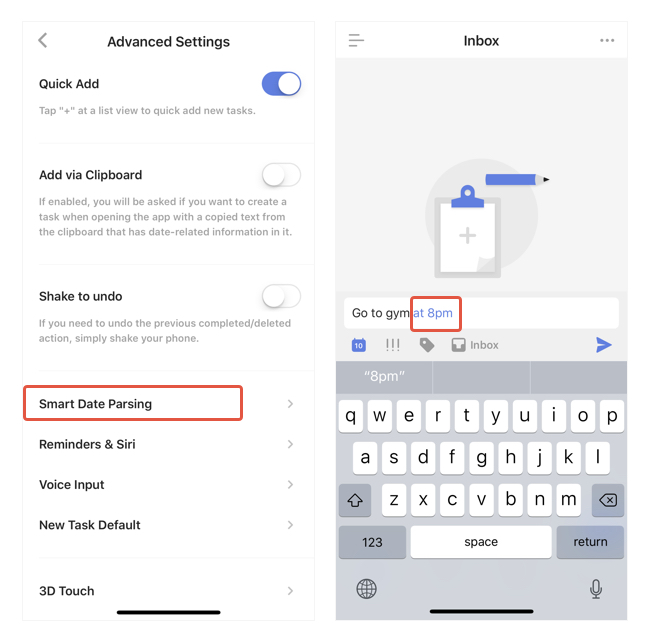 Advanced Settings
Quick Add
Tap "+" at a list view to quick add new tasks.
Add via Clipboard
If enabled, you will be asked if you want to create a
task when opening the app with a copied text from
the clipboard that has date-related information in it.
Shake to undo
If you need to undo the previous completed/deleted
action, simply shake your phone.
Smart Date Parsing
Reminders & Siri
Voice Input
New Task Default
3D Touch
Inbox
Go to gym at 8pm
10 !!! Inbox
“8pm”
q w e r t y u i o p
a s d f g h j k l
z x c v b n m
123 space return